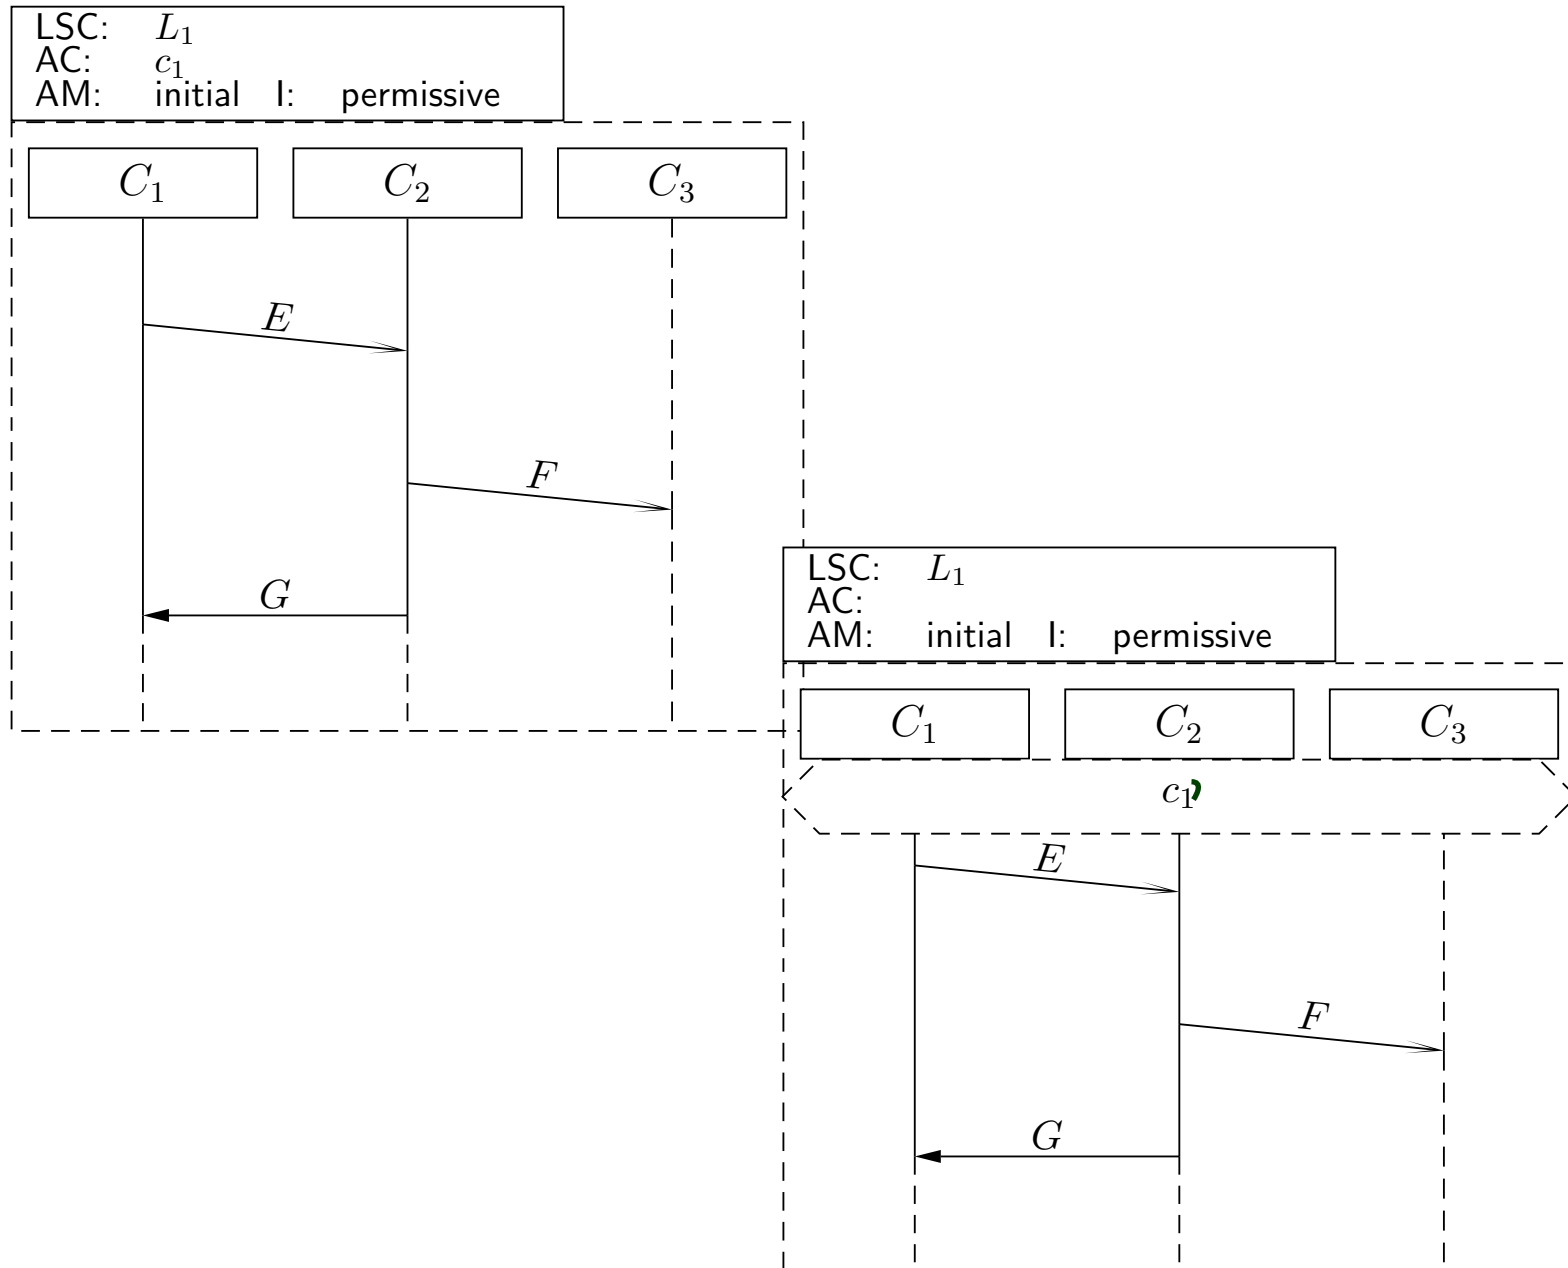 LSC: L₁
AC: c₁
AM: initial I: permissive
C₁ C₂ C₃
E
F
G
LSC: L₁
AC:
AM: initial I: permissive
C₁ C₂ C₃
c₁
E
F
G